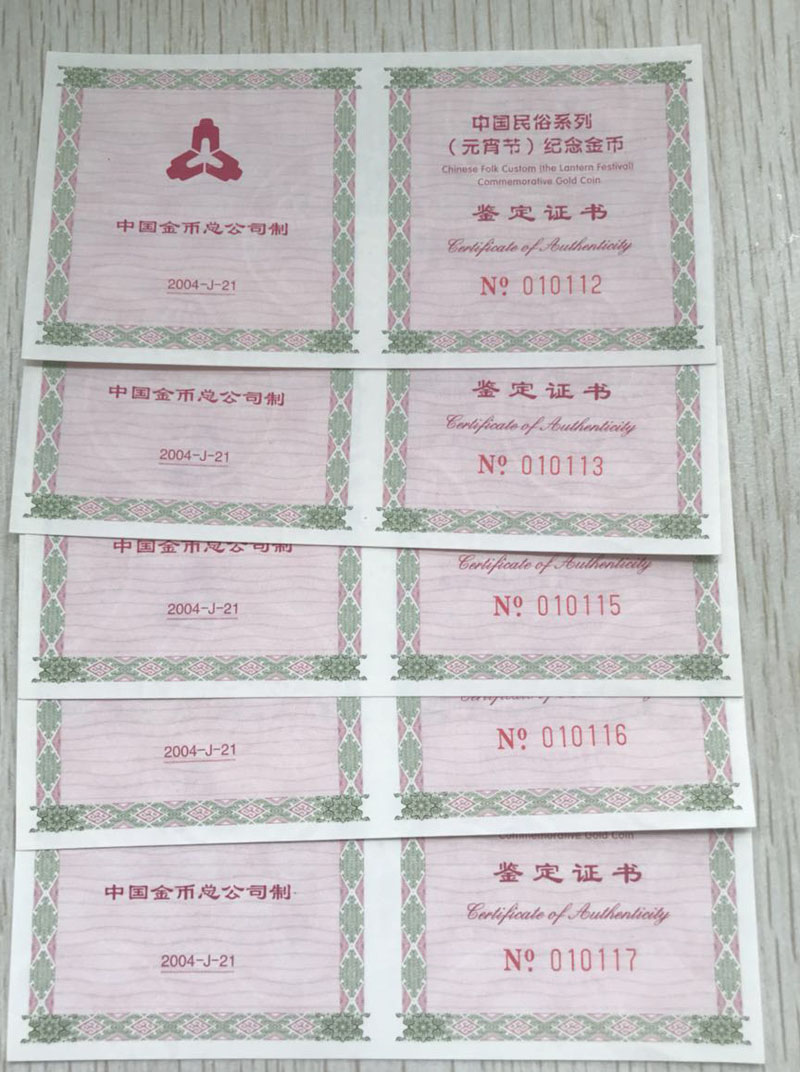 中国金币总公司制
2004-J-21
中国民俗系列
（元宵节）纪念金币
Chinese Folk Custom (the Lantern Festival)
Commemorative Gold Coin
鉴定证书
Certificate of Authenticity
Nº 010112
中国金币总公司制
2004-J-21
鉴定证书
Certificate of Authenticity
Nº 010113
中国金币总公司制
2004-J-21
Certificate of Authenticity
Nº 010115
2004-J-21
Nº 010116
中国金币总公司制
2004-J-21
Commemorative Gold Coin
鉴定证书
Certificate of Authenticity
Nº 010117